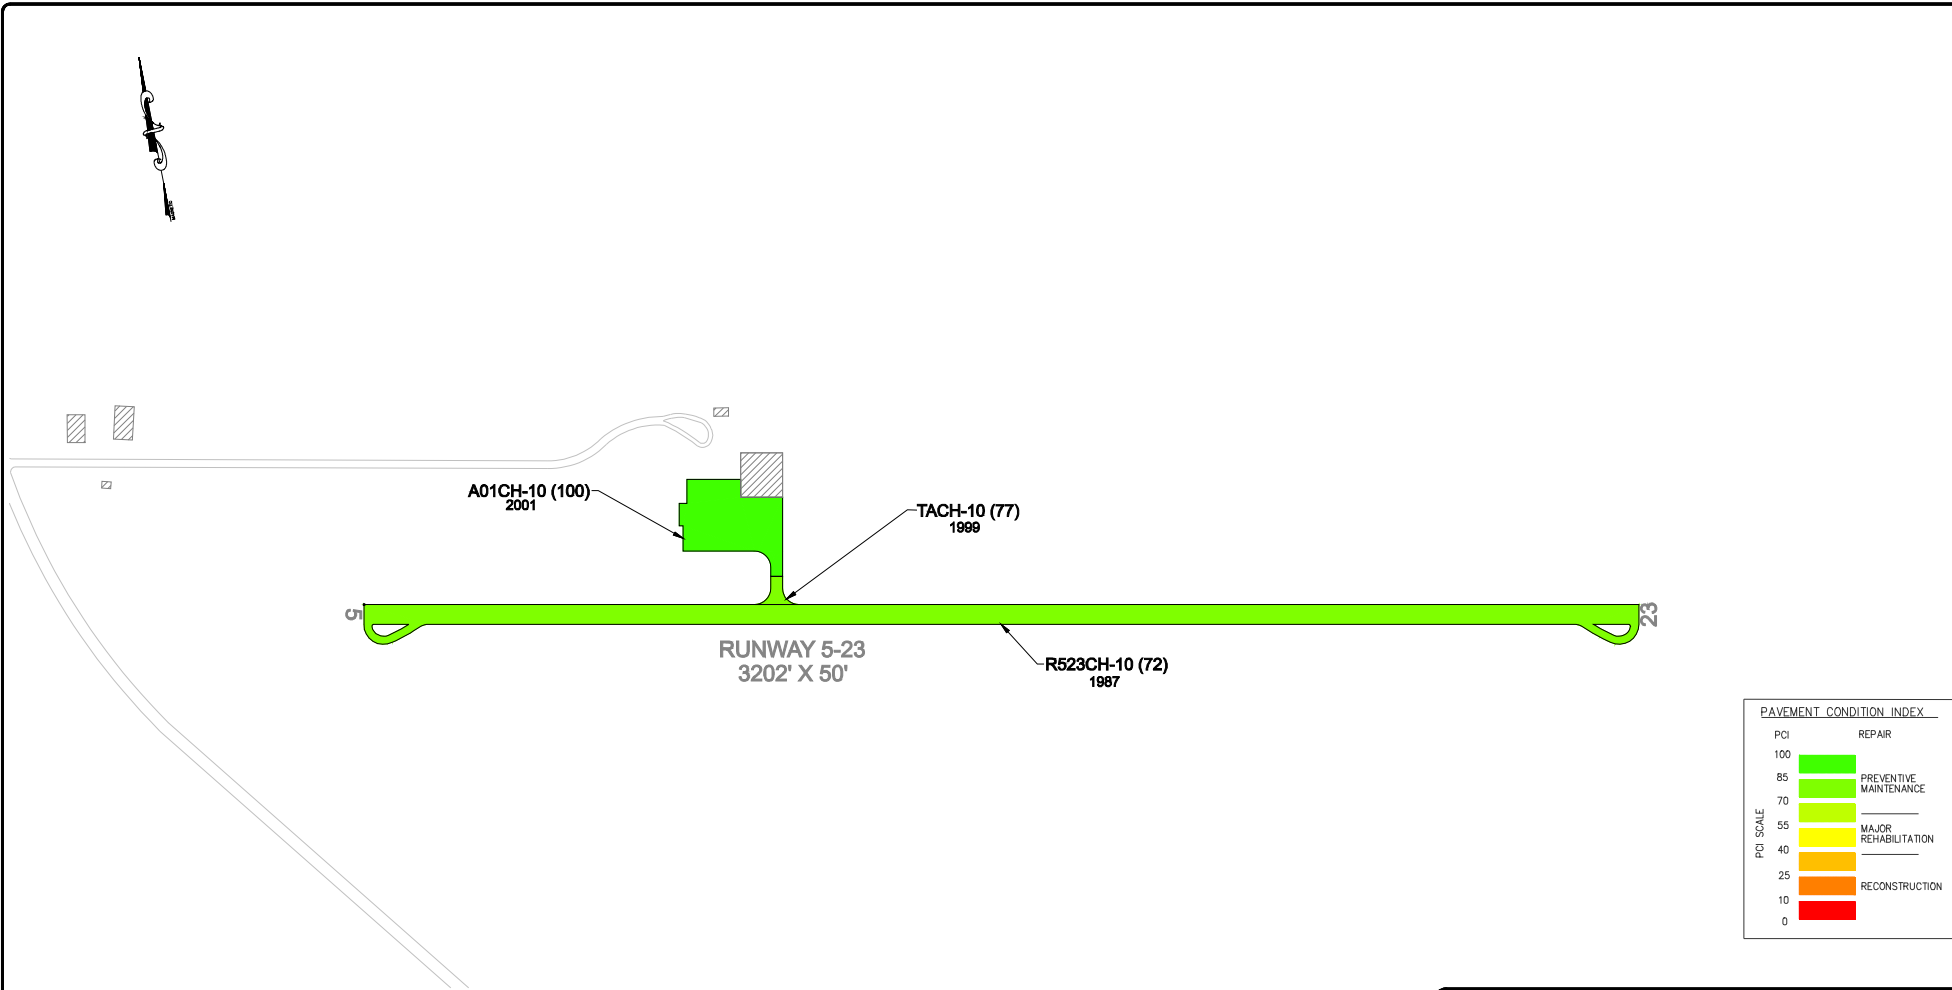 A01CH-10 (100)
2001
TACH-10 (77)
1999
5
23
RUNWAY 5-23
3202' X 50'
R523CH-10 (72)
1987
PAVEMENT CONDITION INDEX
PCI
REPAIR
100
85
PREVENTIVE
MAINTENANCE
70
55
MAJOR
REHABILITATION
PCI SCALE
40
25
RECONSTRUCTION
10
0